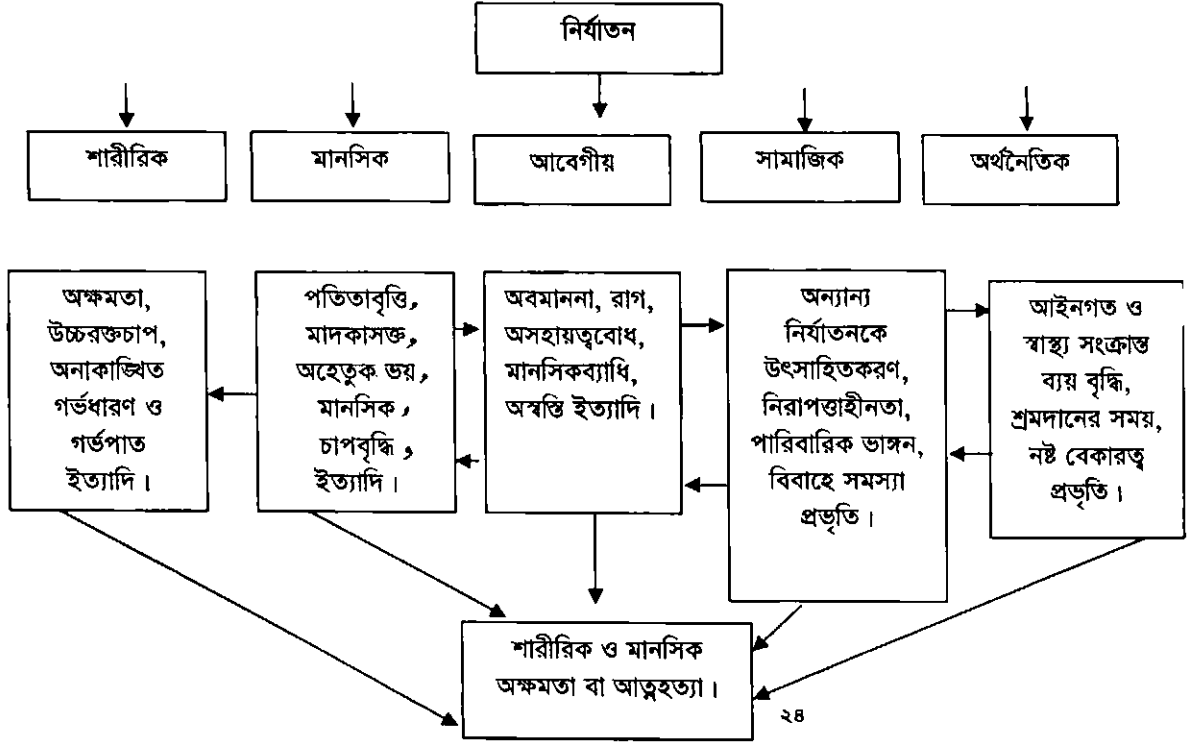 নির্যাতন
শারীরিক
মানসিক
আবেগীয়
সামাজিক
অর্থনৈতিক
অক্ষমতা,
উচ্চরক্তচাপ,
অনাকাঙ্খিত
গর্ভধারণ ও
গর্ভপাত
ইত্যাদি।
পতিতাবৃত্তি,
মাদকাসক্ত,
অহেতুক ভয়,
মানসিক,
চাপবৃদ্ধি,
ইত্যাদি।
অবমাননা, রাগ,
অসহায়ত্ববোধ,
মানসিকব্যাধি,
অস্বস্তি ইত্যাদি।
অন্যান্য
নির্যাতনকে
উৎসাহিতকরণ,
নিরাপত্তাহীনতা,
পারিবারিক ভাঙ্গন,
বিবাহে সমস্যা
প্রভৃতি।
আইনগত ও
স্বাস্থ্য সংক্রান্ত
ব্যয় বৃদ্ধি,
শ্রমদানের সময়,
নষ্ট বেকারত্ব
প্রভৃতি।
শারীরিক ও মানসিক
অক্ষমতা বা আত্নহত্যা।
২৪